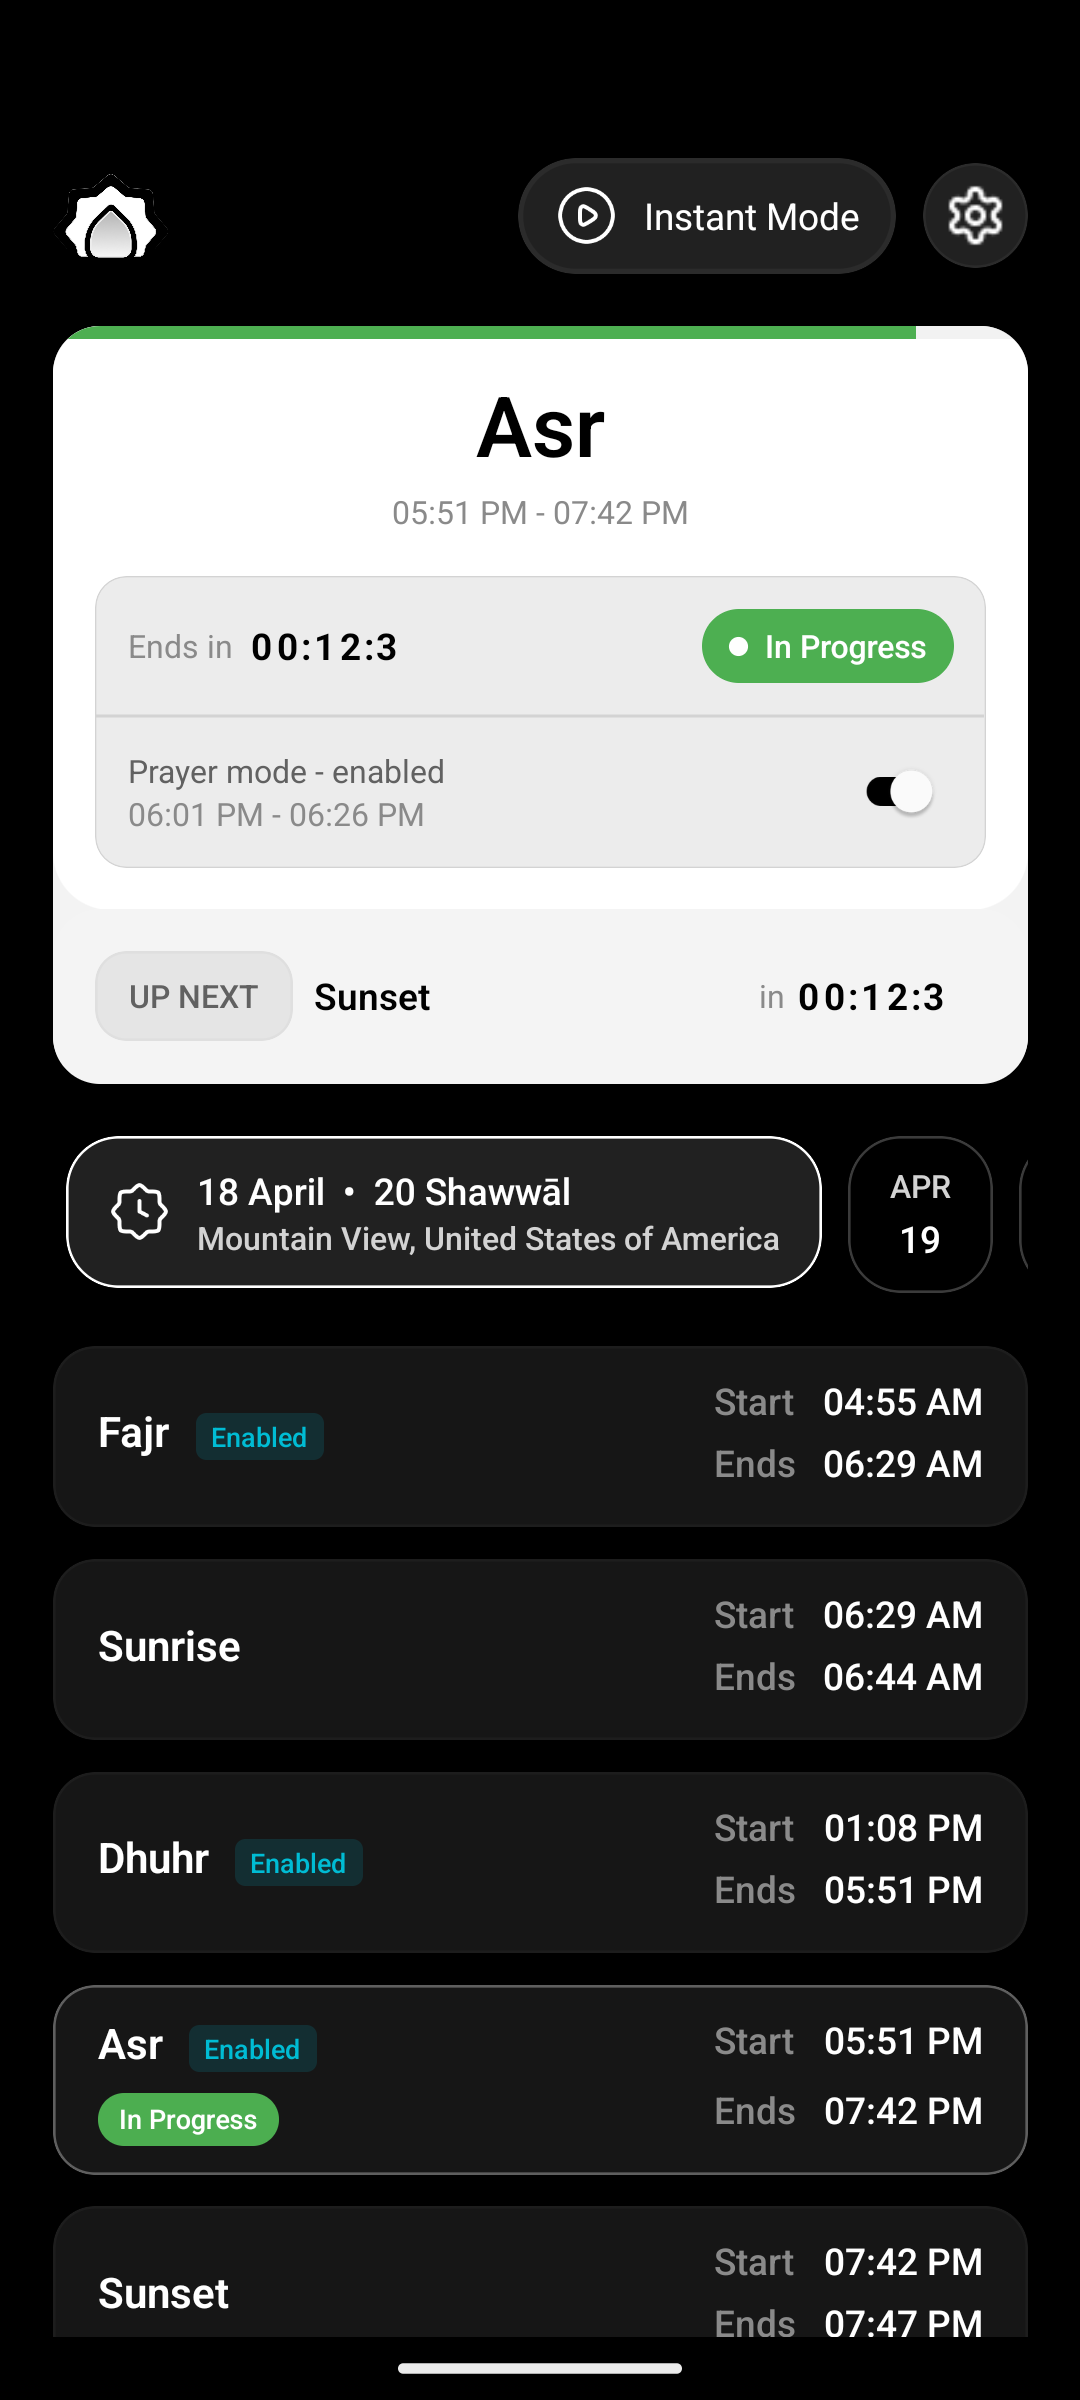 Instant Mode
Asr
05:51 PM - 07:42 PM
Ends in 00:12:3
In Progress
Prayer mode - enabled
06:01 PM - 06:26 PM
UP NEXT Sunset in 00:12:3
18 April • 20 Shawwāl
Mountain View, United States of America
APR
19
Fajr Enabled
Start 04:55 AM
Ends 06:29 AM
Sunrise
Start 06:29 AM
Ends 06:44 AM
Dhuhr Enabled
Start 01:08 PM
Ends 05:51 PM
Asr Enabled
In Progress
Start 05:51 PM
Ends 07:42 PM
Sunset
Start 07:42 PM
Ends 07:47 PM